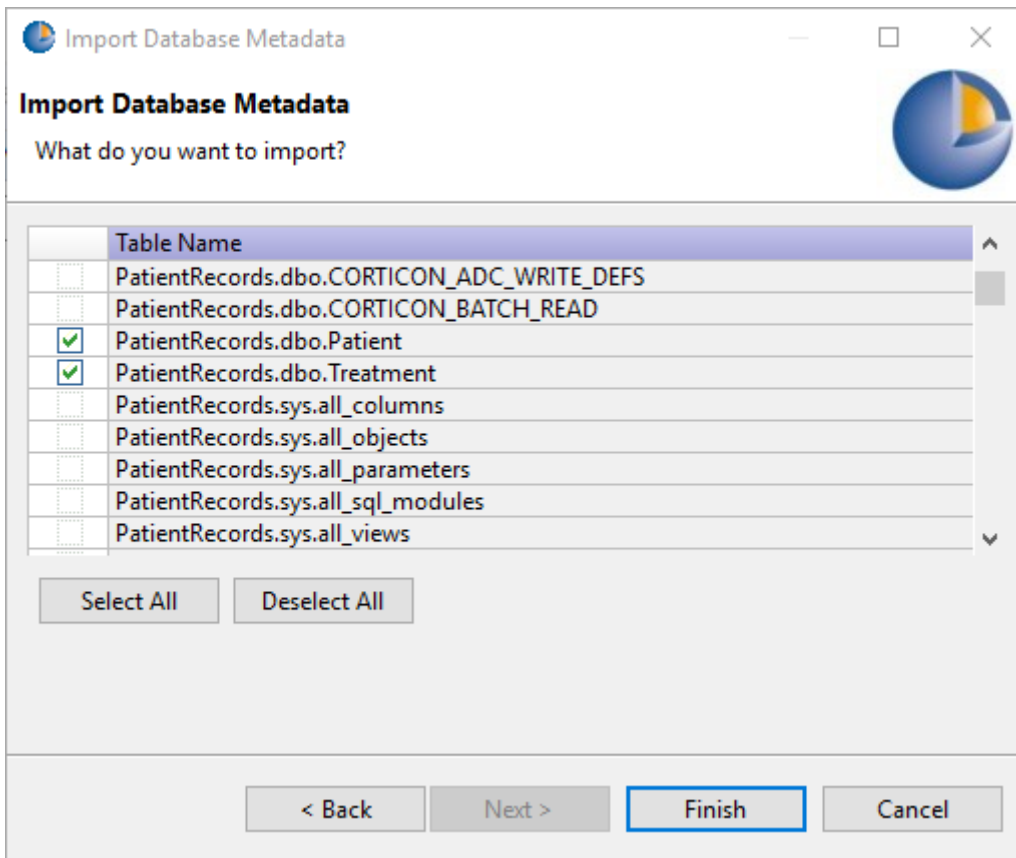 Import Database Metadata
Import Database Metadata
What do you want to import?
Table Name
PatientRecords.dbo.CORTICON_ADC_WRITE_DEFS
PatientRecords.dbo.CORTICON_BATCH_READ
PatientRecords.dbo.Patient
PatientRecords.dbo.Treatment
PatientRecords.sys.all_columns
PatientRecords.sys.all_objects
PatientRecords.sys.all_parameters
PatientRecords.sys.all_sql_modules
PatientRecords.sys.all_views
Select All Deselect All
< Back Next > Finish Cancel